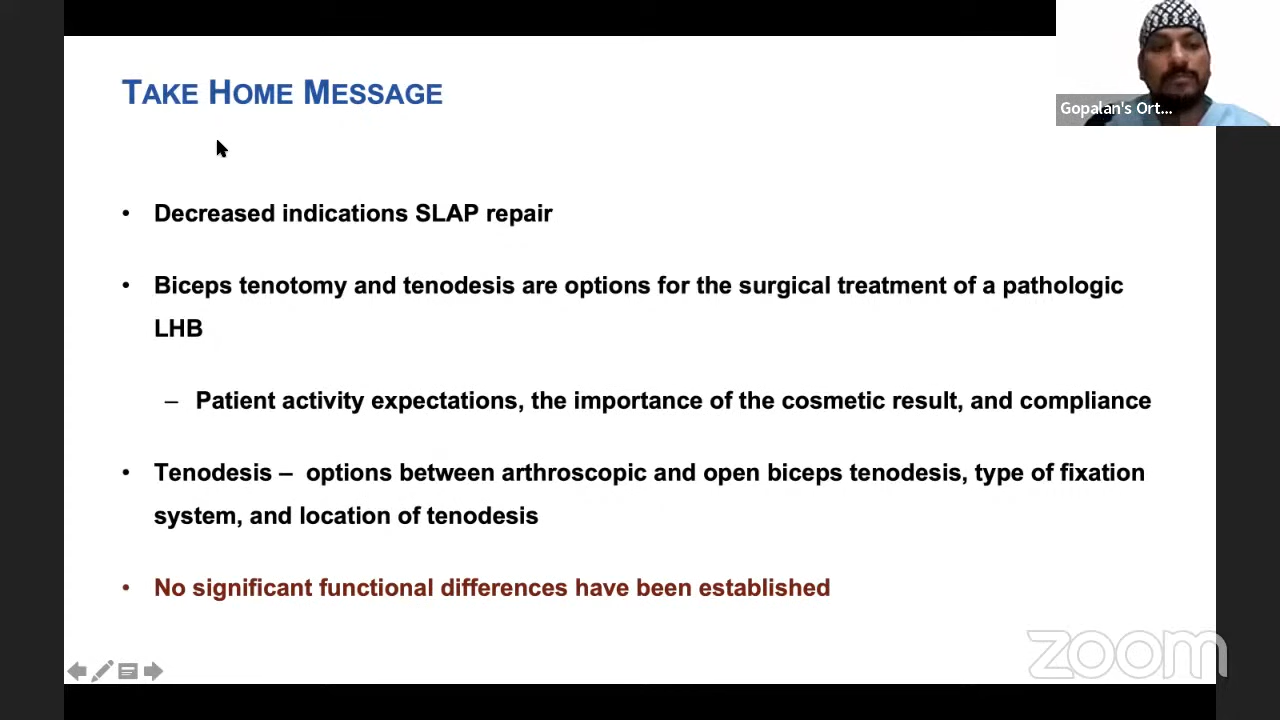 TAKE HOME MESSAGE
Gopalan's Ort...
• Decreased indications SLAP repair
• Biceps tenotomy and tenodesis are options for the surgical treatment of a pathologic
LHB
– Patient activity expectations, the importance of the cosmetic result, and compliance
• Tenodesis – options between arthroscopic and open biceps tenodesis, type of fixation
system, and location of tenodesis
• No significant functional differences have been established
zoom